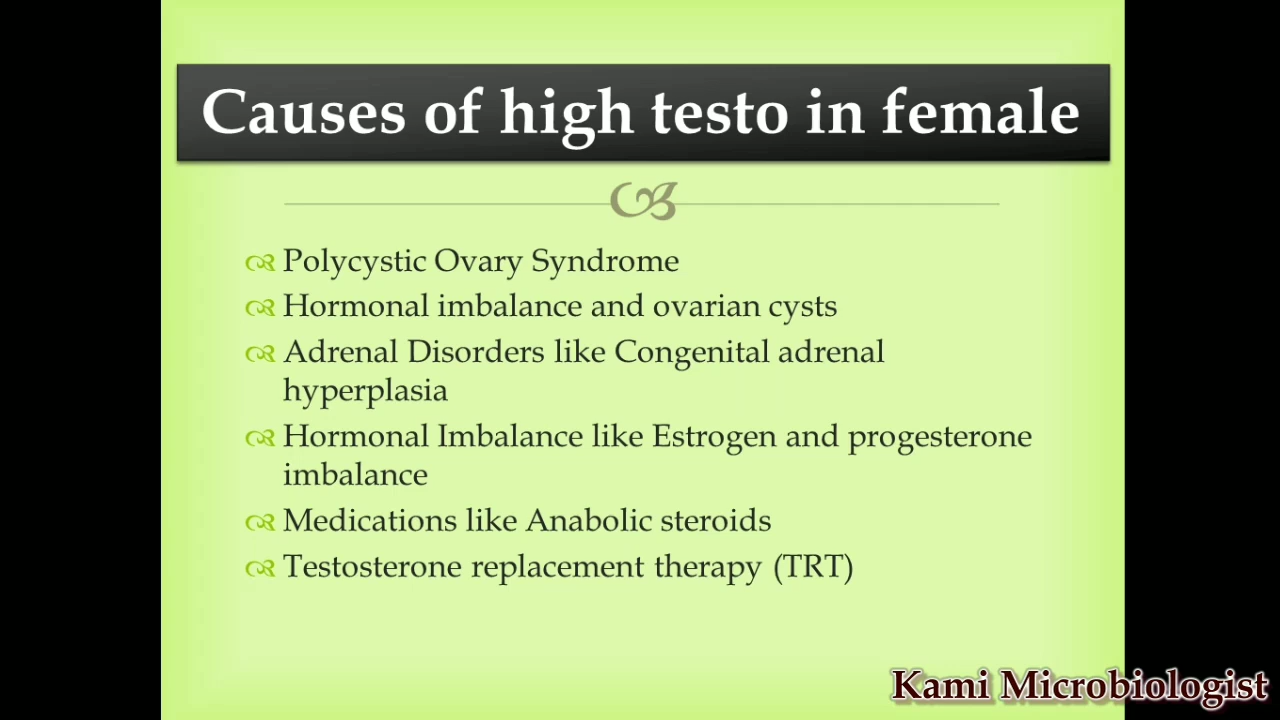 Causes of high testo in female
Polycystic Ovary Syndrome
Hormonal imbalance and ovarian cysts
Adrenal Disorders like Congenital adrenal
hyperplasia
Hormonal Imbalance like Estrogen and progesterone
imbalance
Medications like Anabolic steroids
Testosterone replacement therapy (TRT)
Kami Microbiologist